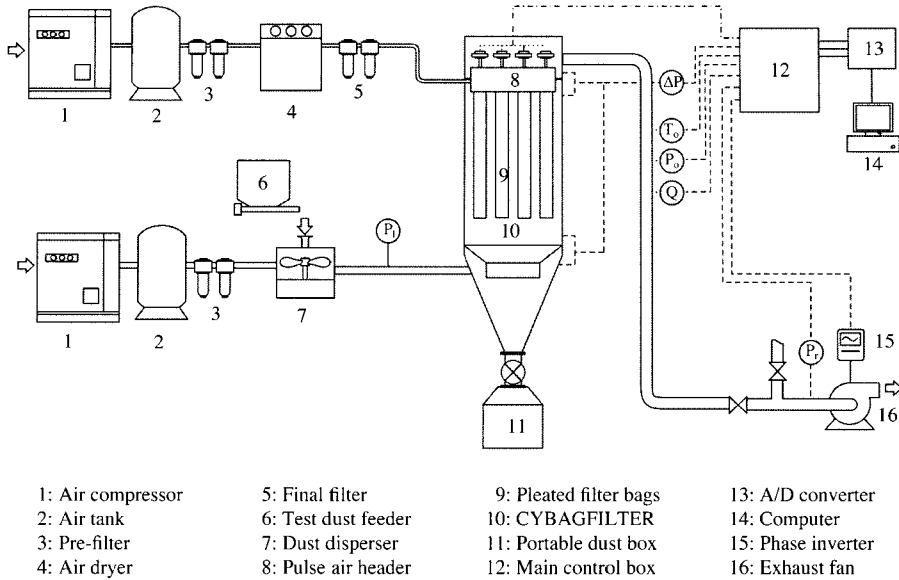 8
ΔP
12
13
1
2
3
4
5
T₀
P₀
Q
14
6
9
10
P₁
1
2
3
7
Pᵣ
15
11
16
1: Air compressor
2: Air tank
3: Pre-filter
4: Air dryer
5: Final filter
6: Test dust feeder
7: Dust disperser
8: Pulse air header
9: Pleated filter bags
10: CYBAGFILTER
11: Portable dust box
12: Main control box
13: A/D converter
14: Computer
15: Phase inverter
16: Exhaust fan